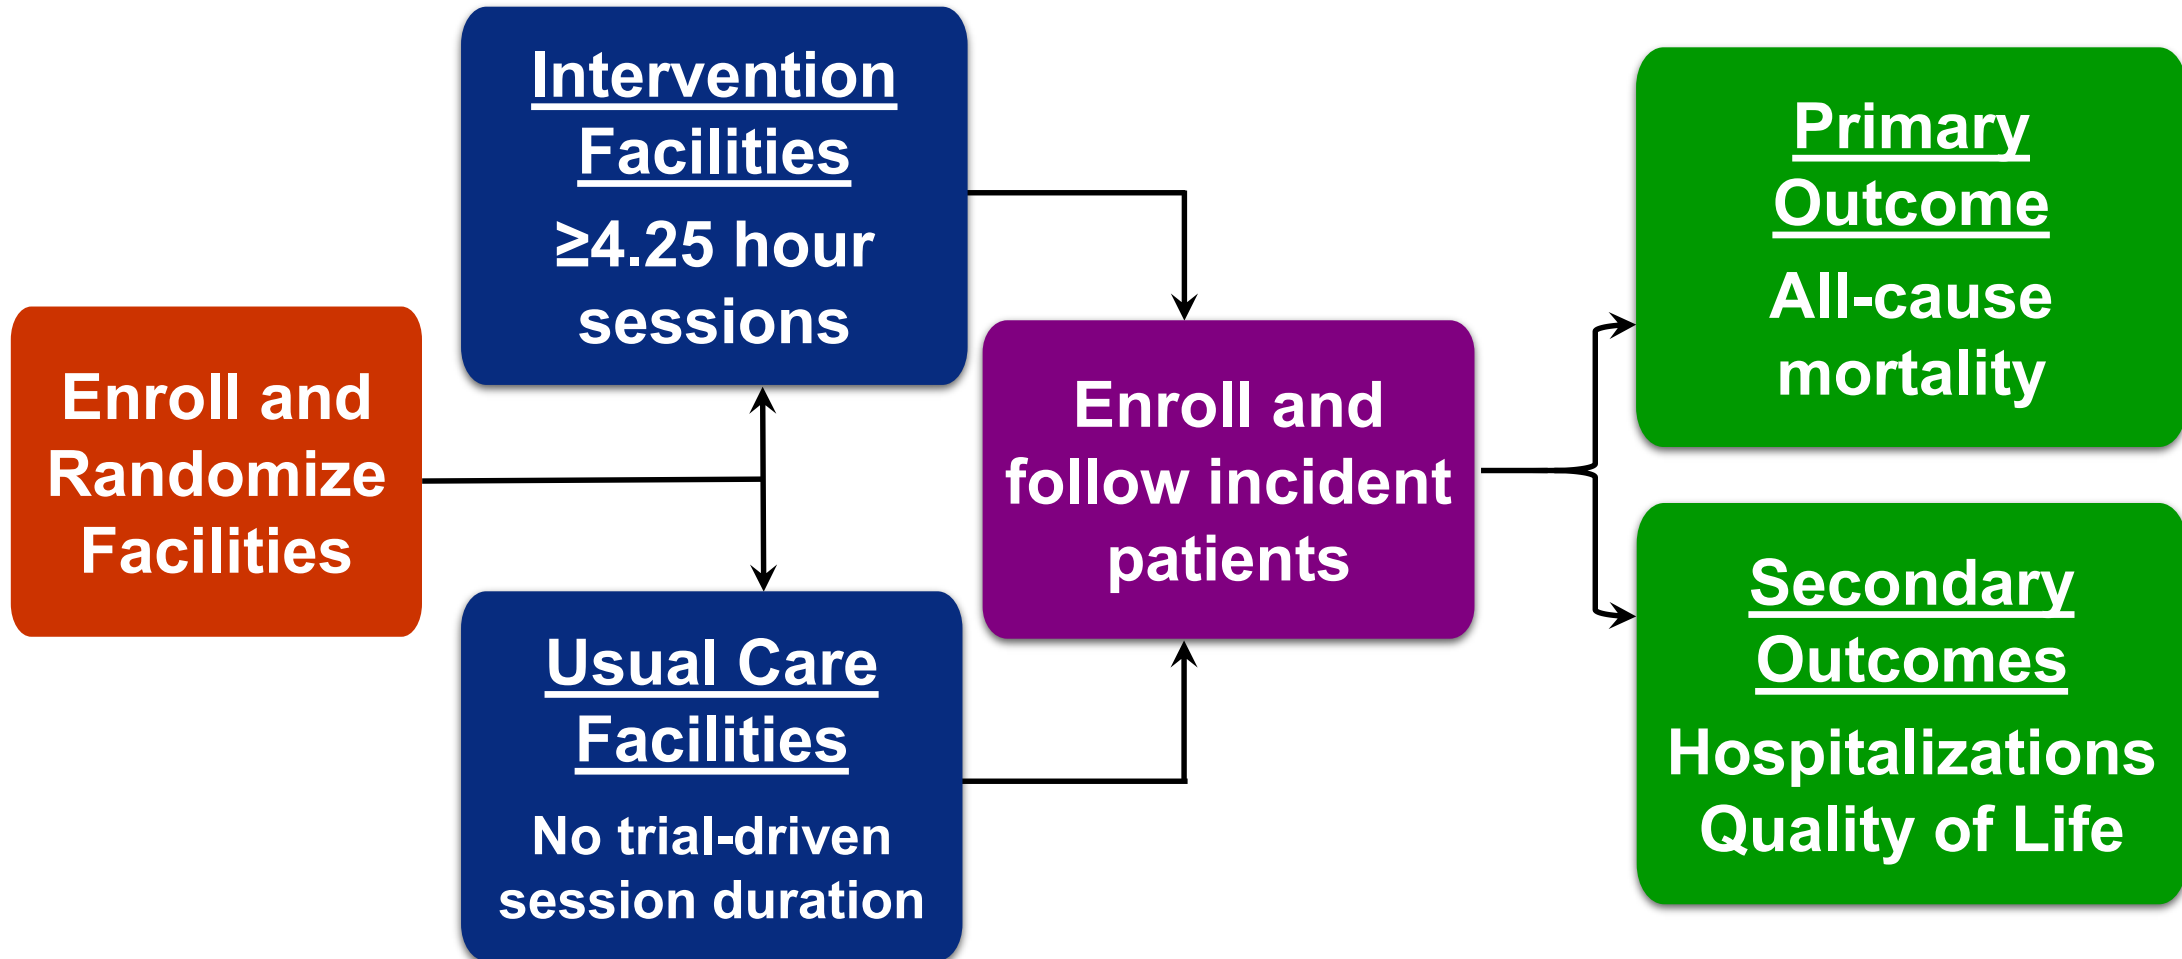 Enroll and
Randomize
Facilities
Intervention
Facilities
≥4.25 hour
sessions
Usual Care
Facilities
No trial-driven
session duration
Enroll and
follow incident
patients
Primary
Outcome
All-cause
mortality
Secondary
Outcomes
Hospitalizations
Quality of Life